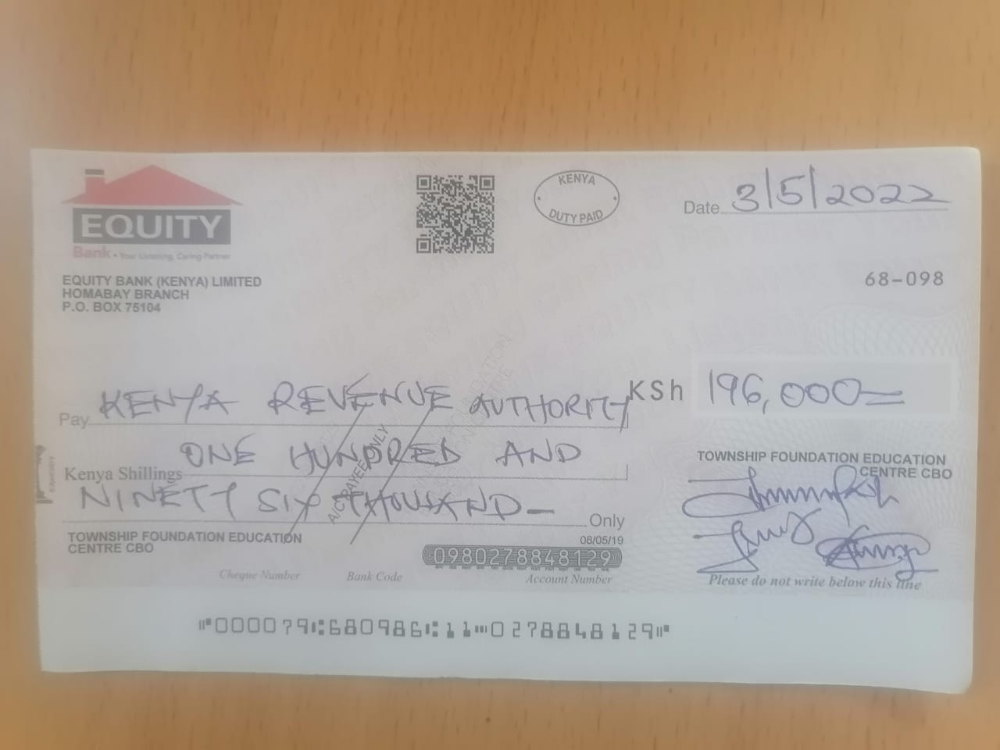 EQUITY
Bank • Your Listening, Caring Partner
EQUITY BANK (KENYA) LIMITED
HOMABAY BRANCH
P.O. BOX 75104
KENYA
DUTY PAID
Date 3/5/2022
68-098
Pay KENYA REVENUE AUTHORITY
KSh 196,000=
Kenya Shillings ONE HUNDRED AND
NINETY SIX THOUSAND- Only
A/C PAYEE ONLY
TOWNSHIP FOUNDATION EDUCATION
CENTRE CBO
TOWNSHIP FOUNDATION EDUCATION
CENTRE CBO
08/05/19
0980278848129
Cheque Number Bank Code Account Number
Please do not write below this line
⑈000079⑆680986⑆11⑉0278848129⑈